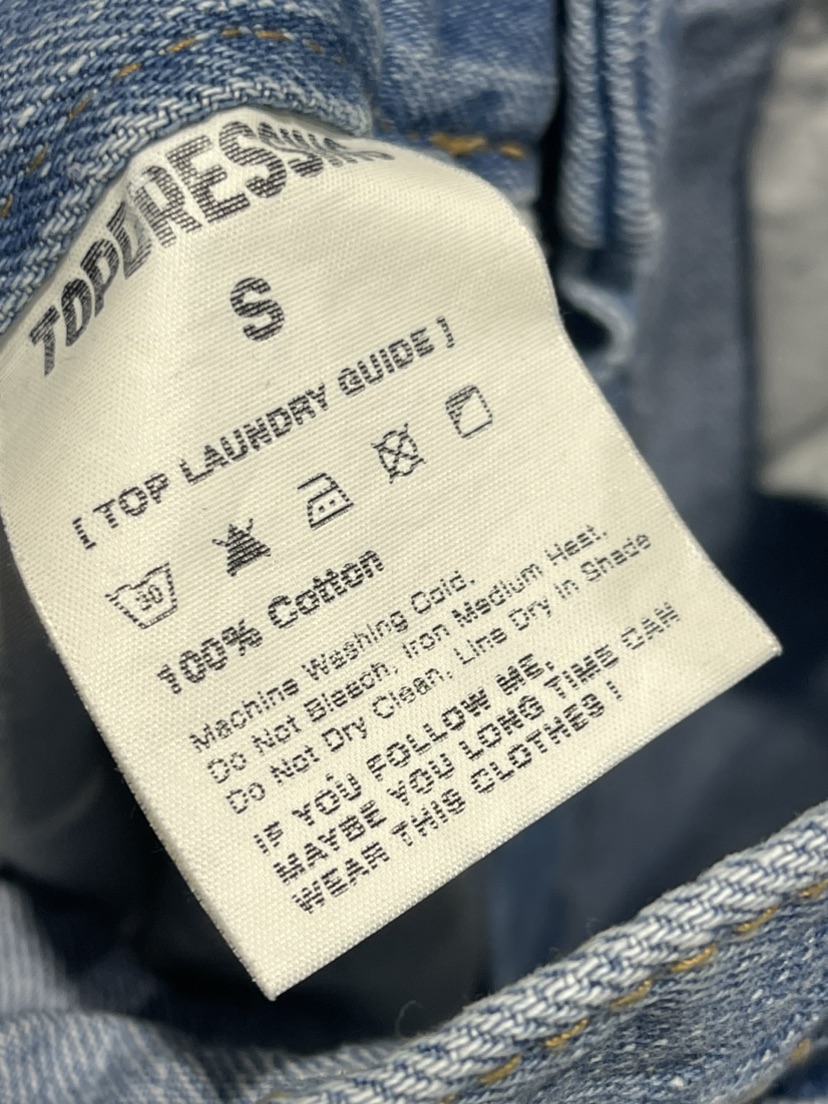 TOPDRESSING
S
[ TOP LAUNDRY GUIDE ]
30
100% Cotton
Machine Washing Cold,
Do Not Bleach, Iron Medium Heat,
Do Not Dry Clean, Line Dry in Shade
IF YOU FOLLOW ME,
MAYBE YOU LONG TIME CAN
WEAR THIS CLOTHES !